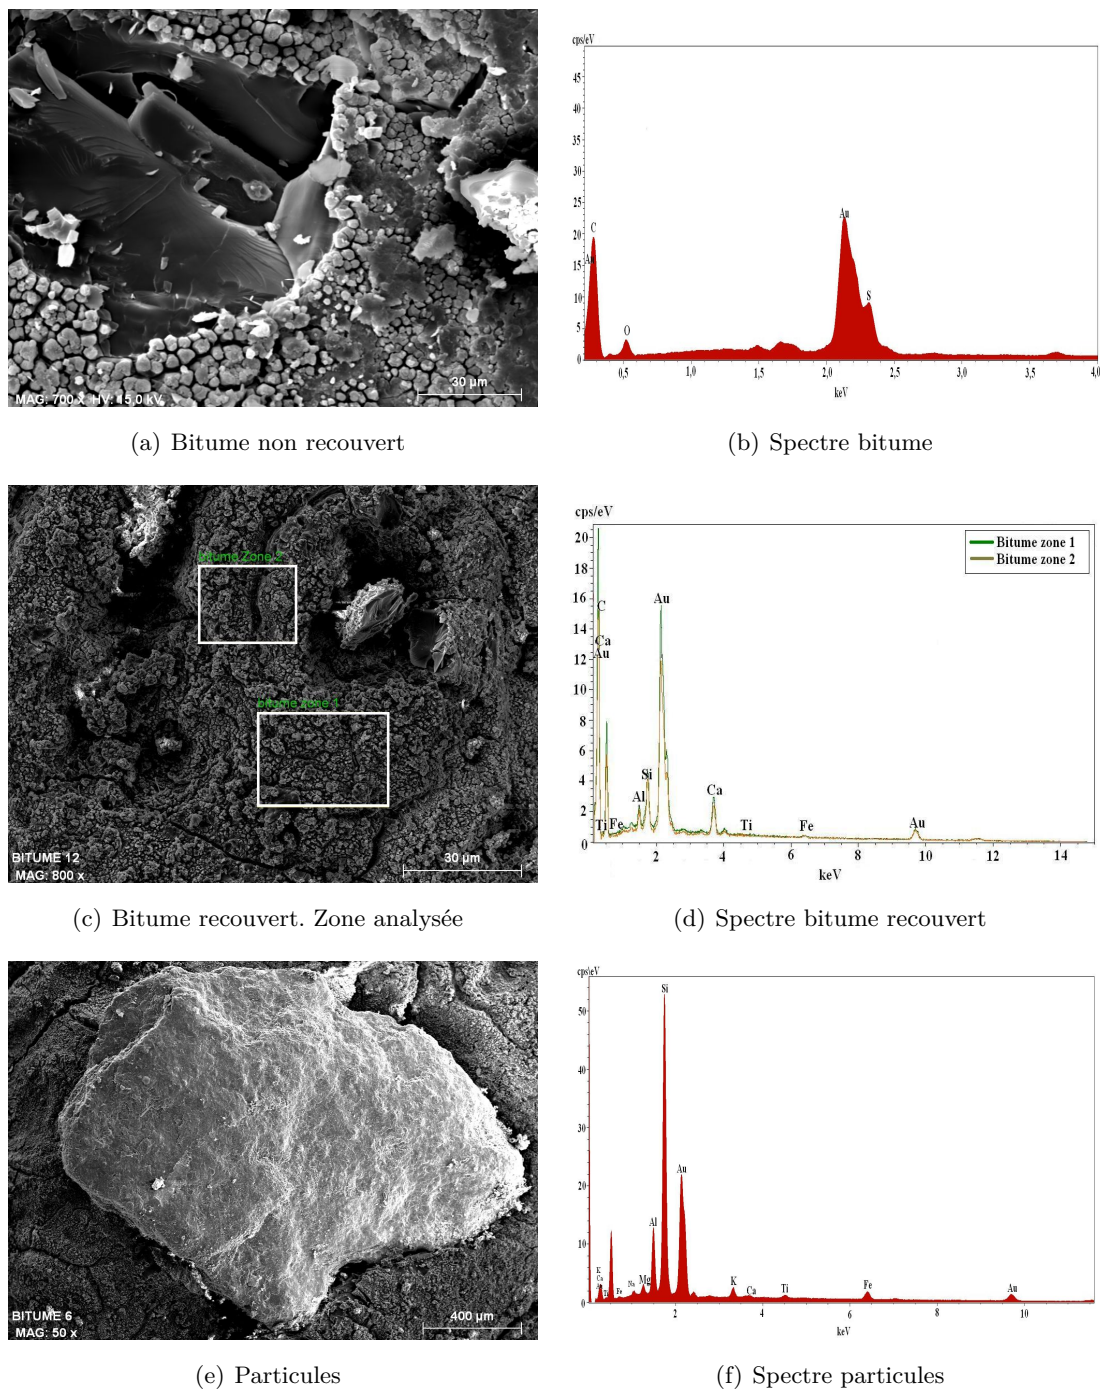 MAG: 700 x HV: 15,0 kV
30 µm
cps/eV
45
40
35
30
25
20
15
10
5
0
C
O
Au
S
0,5 1,0 1,5 2,0 2,5 3,0 3,5 4,0
keV
(a) Bitume non recouvert
(b) Spectre bitume
bitume Zone 2
bitume zone 1
BITUME 12
MAG: 800 x
30 µm
cps/eV
20
18
16
14
12
10
8
6
4
2
0
Bitume zone 1
Bitume zone 2
C
Ca
Au
Ti Fe
Al
Si
Au
Ca
Ti
Fe
Au
2 4 6 8 10 12 14
keV
(c) Bitume recouvert. Zone analysée
(d) Spectre bitume recouvert
BITUME 6
MAG: 50 x
400 µm
cps/eV
50
40
30
20
10
0
K
Ca
Fe
Na
Mg
Al
Si
Au
K
Ca
Ti
Fe
Au
2 4 6 8 10
keV
(e) Particules
(f) Spectre particules